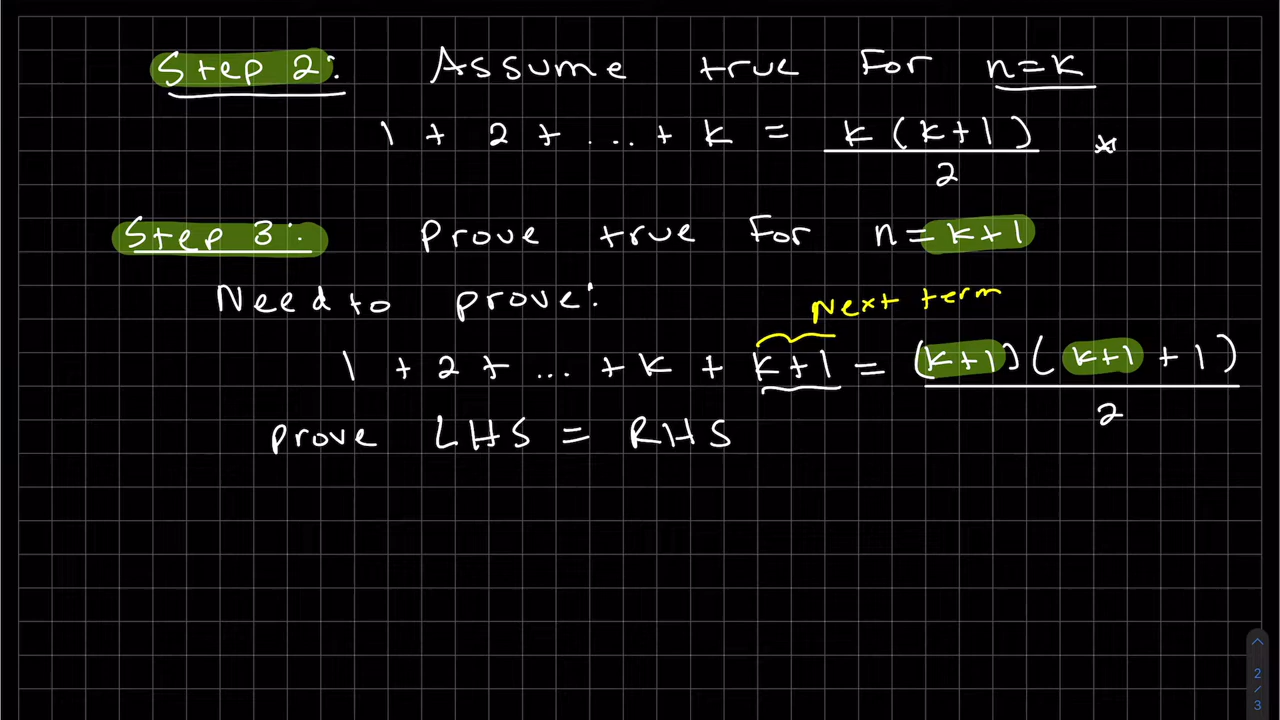 Step 2: Assume true for n=k
1 + 2 + ... + k = k(k+1)/2 *
Step 3: Prove true for n=k+1
Need to prove:
Next term
1 + 2 + ... + k + k+1 = (k+1)(k+1+1)/2
prove LHS = RHS
2
/
3